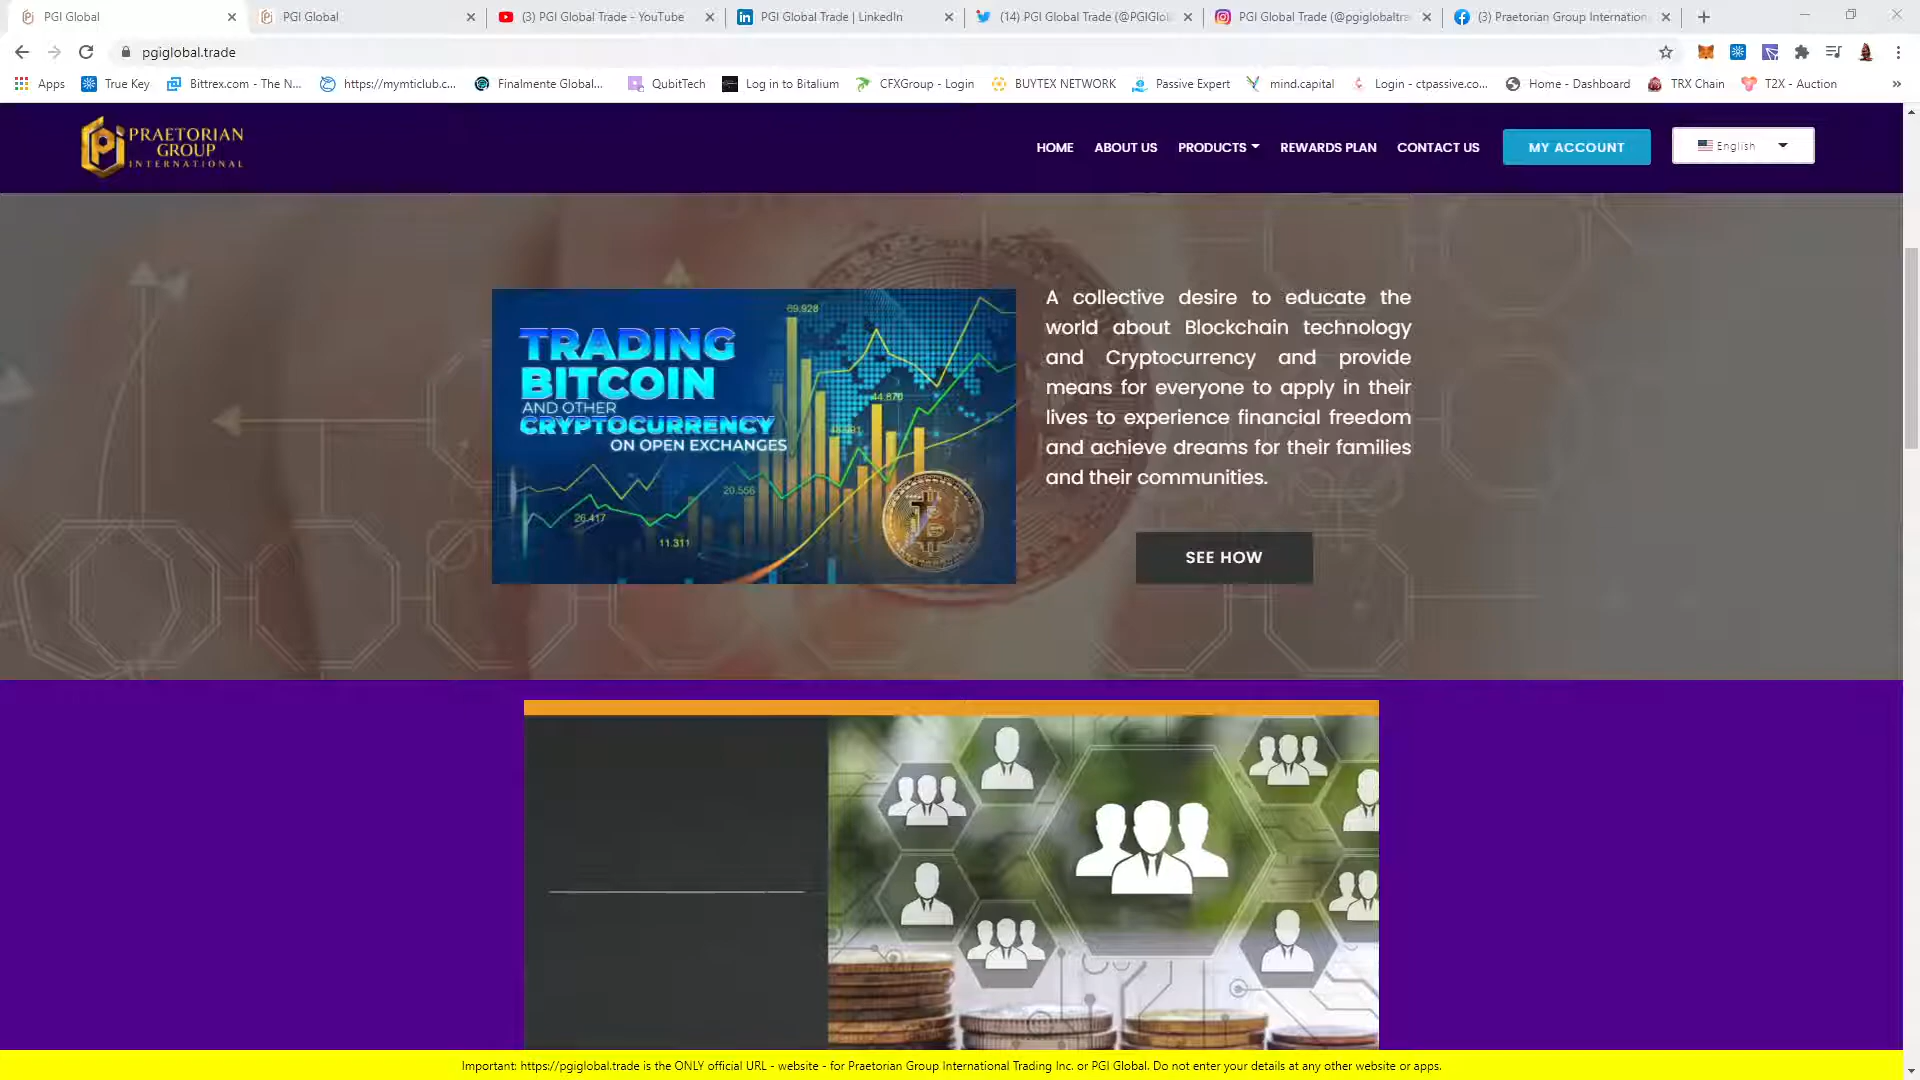 PGI Global
PGI Global
(3) PGI Global Trade - YouTube
PGI Global Trade | LinkedIn
(14) PGI Global Trade (@PGIGlo
PGI Global Trade (@pgiglobaltra
(3) Praetorian Group Internation
pgiglobal.trade
Apps
True Key
Bittrex.com - The N...
https://mymticlub.c...
Finalmente Global...
QubitTech
Log in to Bitalium
CFXGroup - Login
BUYTEX NETWORK
Passive Expert
mind.capital
Login - ctpassive.co...
Home - Dashboard
TRX Chain
T2X - Auction
PRAETORIAN
GROUP
INTERNATIONAL
HOME
ABOUT US
PRODUCTS
REWARDS PLAN
CONTACT US
MY ACCOUNT
English
TRADING
BITCOIN
AND OTHER
CRYPTOCURRENCY
ON OPEN EXCHANGES
69.928
44.870
20.556
26.417
11.311
A collective desire to educate the
world about Blockchain technology
and Cryptocurrency and provide
means for everyone to apply in their
lives to experience financial freedom
and achieve dreams for their families
and their communities.
SEE HOW
Important: https://pgiglobal.trade is the ONLY official URL - website - for Praetorian Group International Trading Inc. or PGI Global. Do not enter your details at any other website or apps.